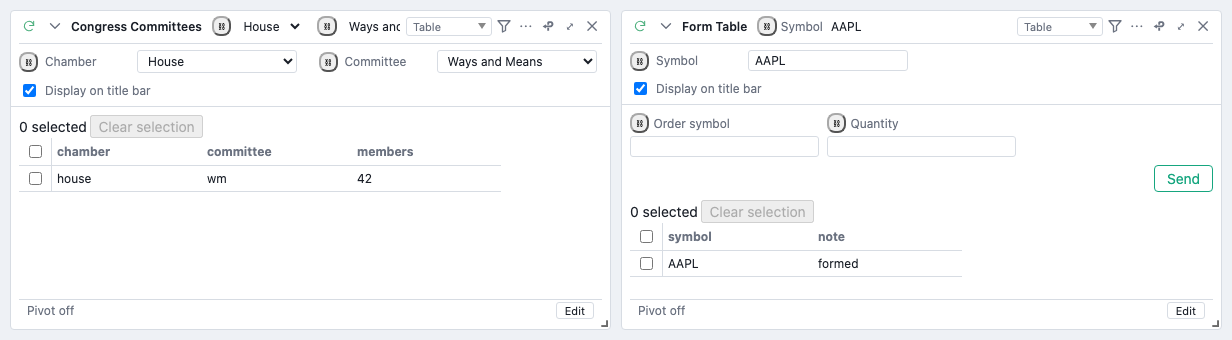 Congress Committees House Ways and Table
Chamber House Committee Ways and Means
Display on title bar
0 selected Clear selection
chamber committee members
house wm 42
Pivot off Edit
Form Table Symbol AAPL Table
Symbol AAPL
Display on title bar
Order symbol Quantity
Send
0 selected Clear selection
symbol note
AAPL formed
Pivot off Edit